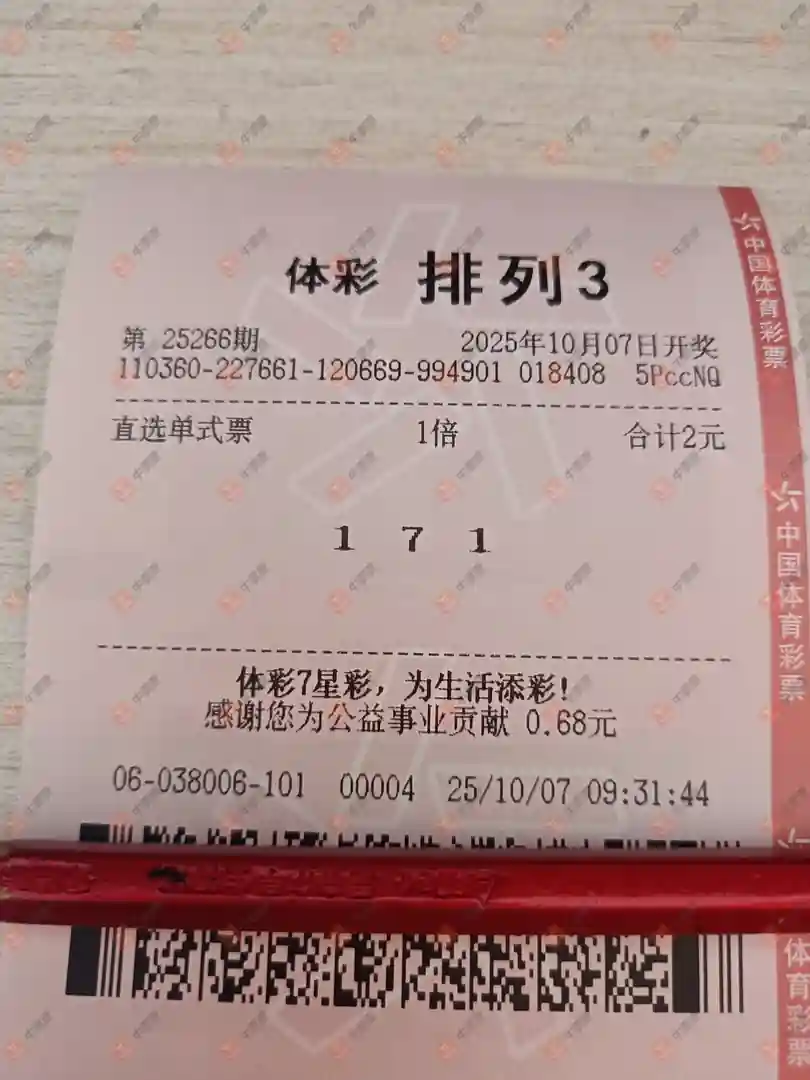 体彩 排列3
第 25266期 2025年10月07日开奖
110360-227661-120669-994901 018408 5PccNQ
直选单式票 1倍 合计2元
1 7 1
体彩7星彩，为生活添彩！
感谢您为公益事业贡献 0.68元
06-038006-101 00004 25/10/07 09:31:44
中国体育彩票
中国体育彩票
体育彩票